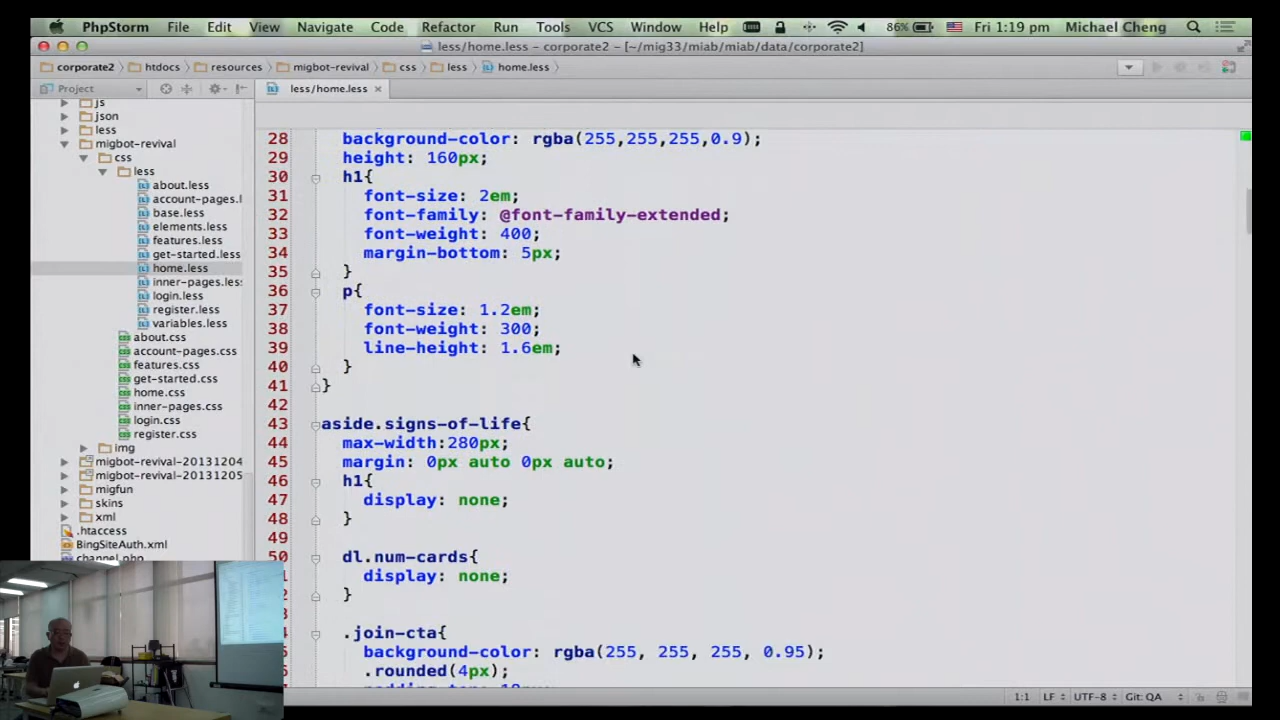 PhpStorm File Edit View Navigate Code Refactor Run Tools VCS Window Help 86% Fri 1:19 pm Michael Cheng
less/home.less – corporate2 – [~/mig33/miab/miab/data/corporate2]
corporate2 htdocs resources migbot-revival css less home.less
Project
less/home.less
js
json
less
migbot-revival
css
less
about.less
account-pages.l
base.less
elements.less
features.less
get-started.less
home.less
inner-pages.less
login.less
register.less
variables.less
about.css
account-pages.css
features.css
get-started.css
home.css
inner-pages.css
login.css
register.css
img
migbot-revival-20131204
migbot-revival-20131205
migfun
skins
xml
.htaccess
BingSiteAuth.xml
channel.php
28 background-color: rgba(255,255,255,0.9);
29 height: 160px;
30 h1{
31 font-size: 2em;
32 font-family: @font-family-extended;
33 font-weight: 400;
34 margin-bottom: 5px;
35 }
36 p{
37 font-size: 1.2em;
38 font-weight: 300;
39 line-height: 1.6em;
40 }
41 }
42
43 aside.signs-of-life{
44 max-width:280px;
45 margin: 0px auto 0px auto;
46 h1{
47 display: none;
48 }
49
50 dl.num-cards{
display: none;
}
.join-cta{
background-color: rgba(255, 255, 255, 0.95);
.rounded(4px);
1:1 LF UTF-8 Git: QA